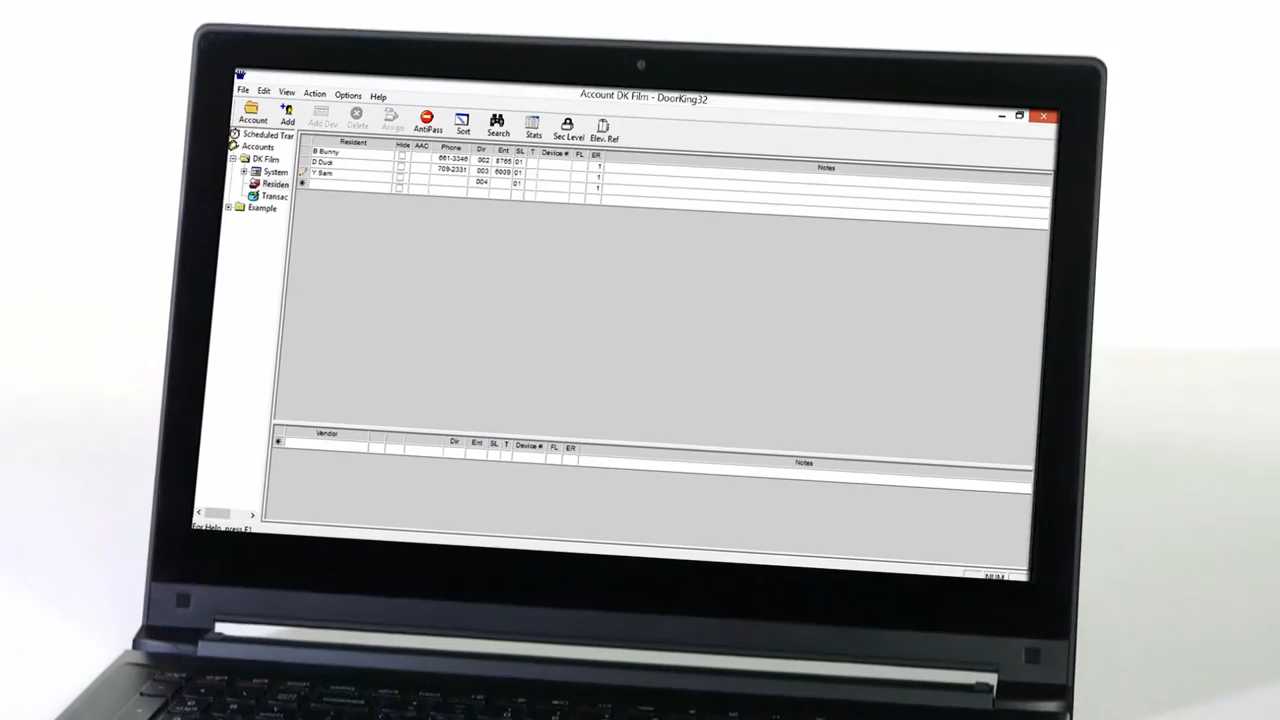 Account DK Film - DoorKing32
File Edit View Action Options Help
Account Add Add Dev Delete Assign AntiPass Sort Search Stats Sec Level Elev. Ref
Scheduled Trar
Accounts
DK Film
System
Residen
Transac
Example
Resident Hide AAC Phone Dir Ent SL T Device # FL ER Notes
B Bunny 661-3346 002 8765 01 1
D Duck 709-2331 003 6009 01 1
Y Sam 004 01 1
Vendor Dir Ent SL T Device # FL ER Notes
For Help, press F1
NUM